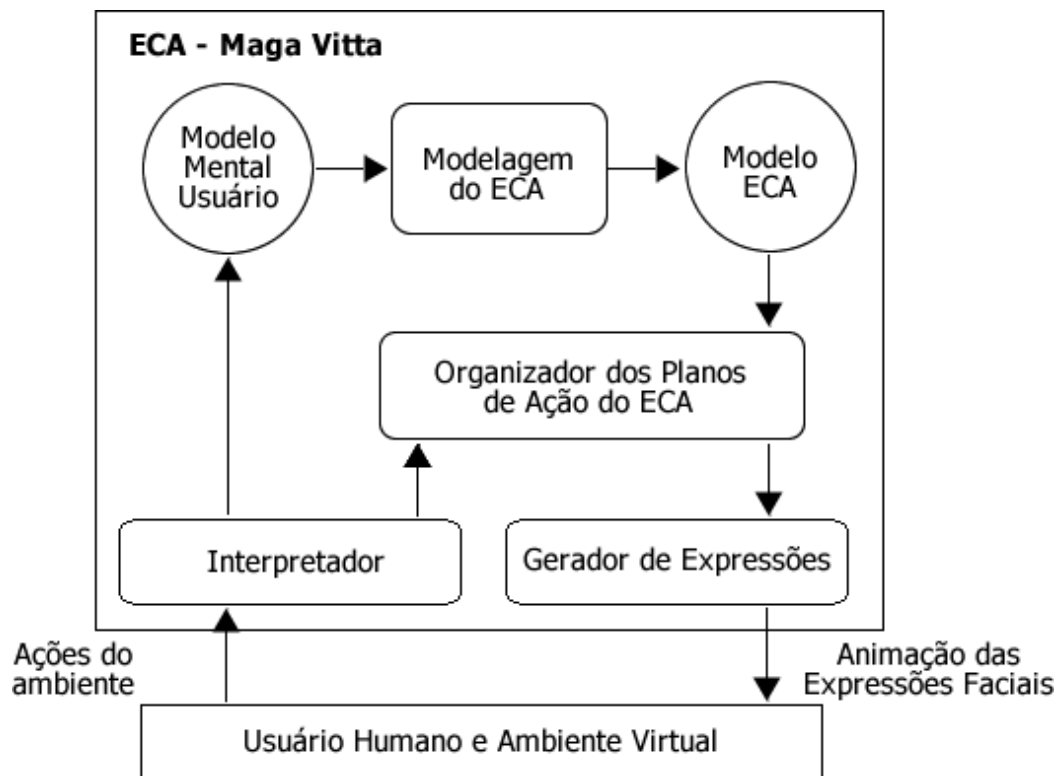 ECA - Maga Vitta
Modelo
Mental
Usuário
Modelagem
do ECA
Modelo
ECA
Organizador dos Planos
de Ação do ECA
Interpretador
Gerador de Expressões
Ações do
ambiente
Animação das
Expressões Faciais
Usuário Humano e Ambiente Virtual